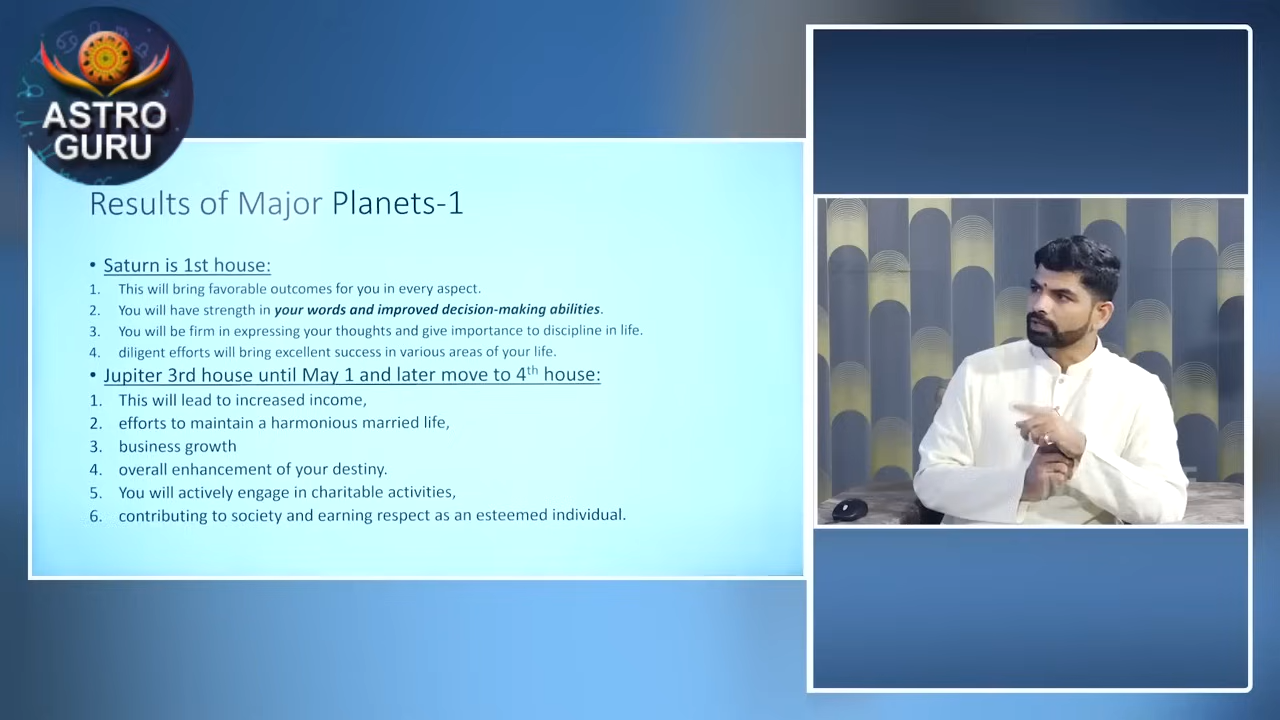 ASTRO
GURU
Results of Major Planets-1
• Saturn is 1st house:
1. This will bring favorable outcomes for you in every aspect.
2. You will have strength in your words and improved decision-making abilities.
3. You will be firm in expressing your thoughts and give importance to discipline in life.
4. diligent efforts will bring excellent success in various areas of your life.
• Jupiter 3rd house until May 1 and later move to 4th house:
1. This will lead to increased income,
2. efforts to maintain a harmonious married life,
3. business growth
4. overall enhancement of your destiny.
5. You will actively engage in charitable activities,
6. contributing to society and earning respect as an esteemed individual.